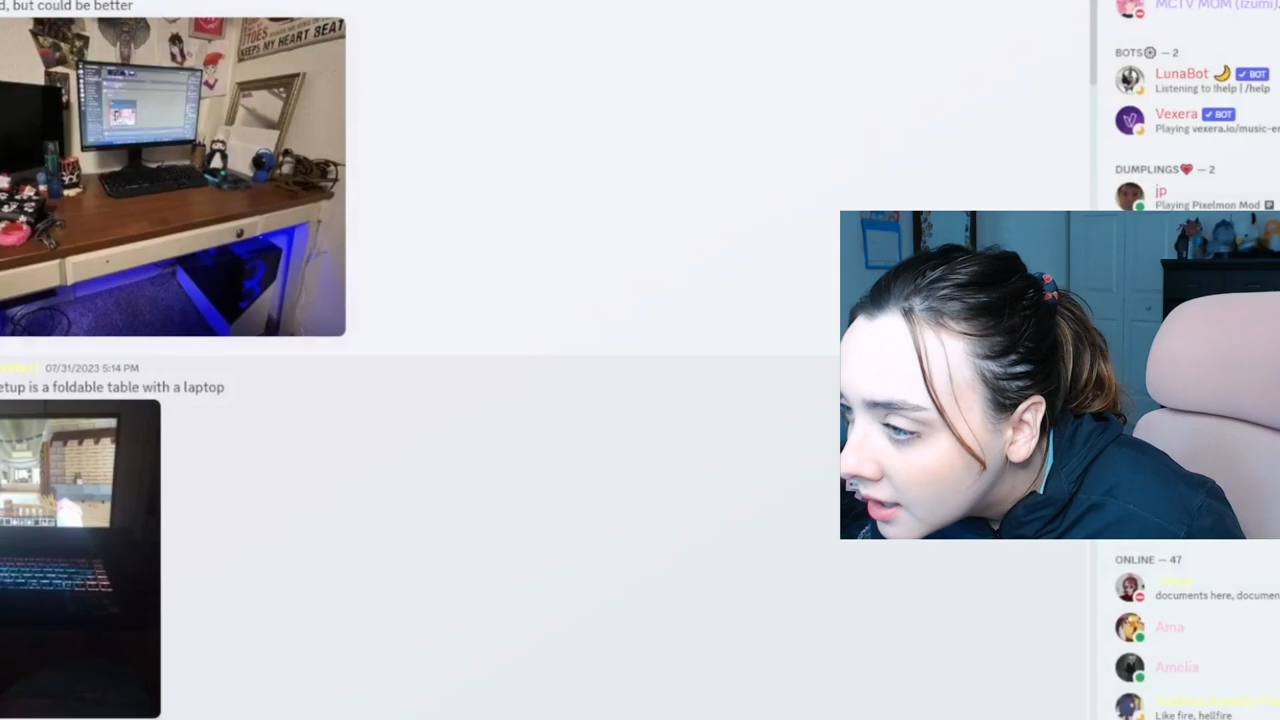 d, but could be better
TOES
KEEPS MY HEART BEAT
07/31/2023 5:14 PM
etup is a foldable table with a laptop
MCTV MOM (Izumi)
BOTS — 2
LunaBot 🌙 ✓ BOT
Listening to !help | /help
Vexera ✓ BOT
Playing vexera.io/music-e
DUMPLINGS❤️ — 2
jp
Playing Pixelmon Mod
ONLINE — 47
documents here, documen
Ama
Amelia
Like fire, hellfire